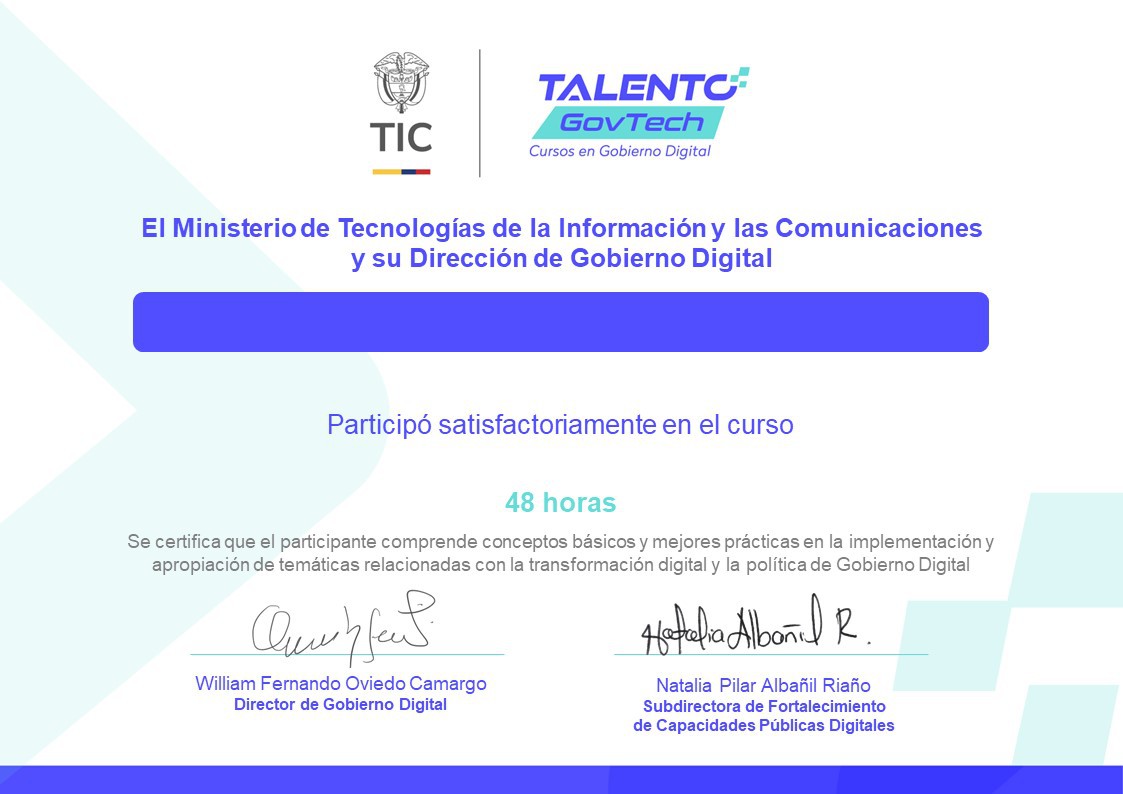 TIC
TALENTO
GovTech
Cursos en Gobierno Digital
El Ministerio de Tecnologías de la Información y las Comunicaciones
y su Dirección de Gobierno Digital
Participó satisfactoriamente en el curso
48 horas
Se certifica que el participante comprende conceptos básicos y mejores prácticas en la implementación y
apropiación de temáticas relacionadas con la transformación digital y la política de Gobierno Digital
Natalia Albañil R.
William Fernando Oviedo Camargo
Director de Gobierno Digital
Natalia Pilar Albañil Riaño
Subdirectora de Fortalecimiento
de Capacidades Públicas Digitales